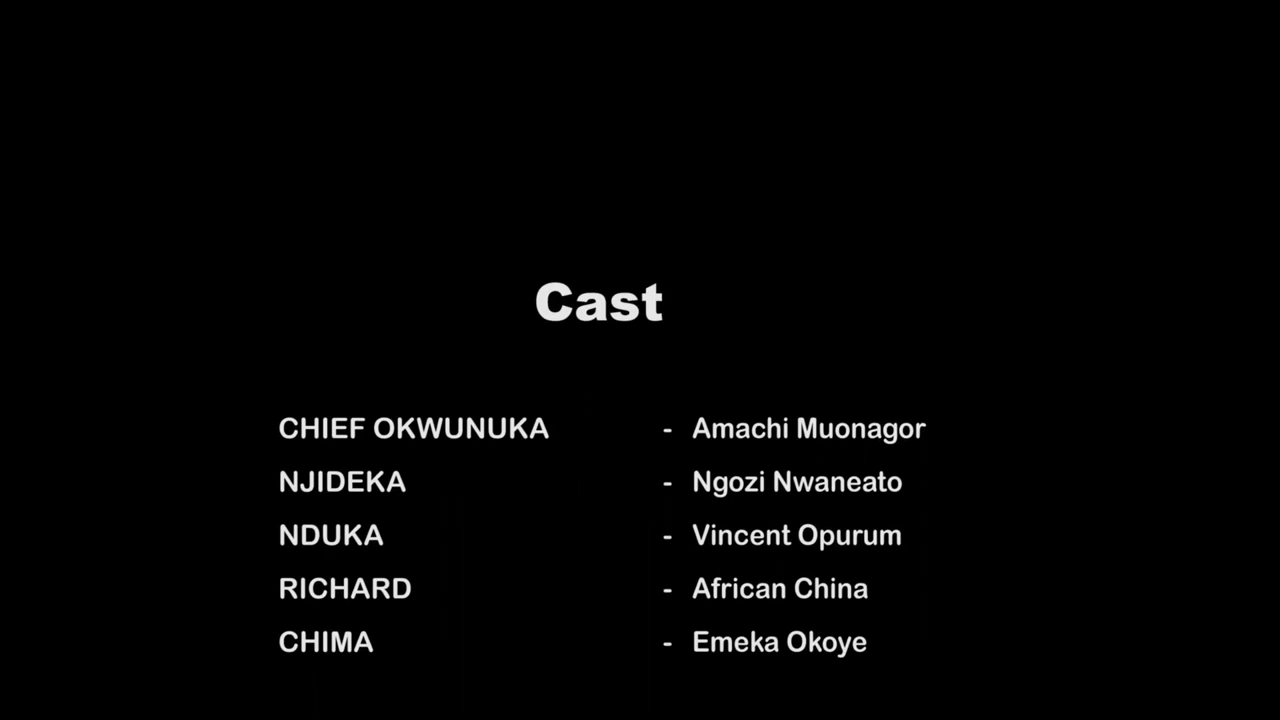 Cast
CHIEF OKWUNUKA - Amachi Muonagor
NJIDEKA - Ngozi Nwaneato
NDUKA - Vincent Opurum
RICHARD - African China
CHIMA - Emeka Okoye